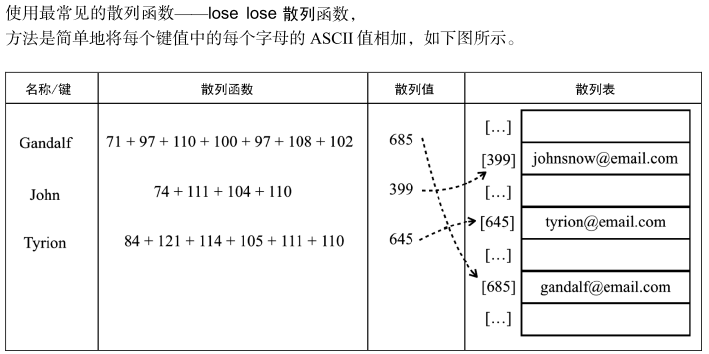 使用最常见的散列函数——lose lose 散列函数，
方法是简单地将每个键值中的每个字母的 ASCII 值相加，如下图所示。
名称/键 散列函数 散列值 散列表
[…]
Gandalf 71 + 97 + 110 + 100 + 97 + 108 + 102 685
[399] johnsnow@email.com
John 74 + 111 + 104 + 110 399 […]
[645] tyrion@email.com
Tyrion 84 + 121 + 114 + 105 + 111 + 110 645
[…]
[685] gandalf@email.com
[…]